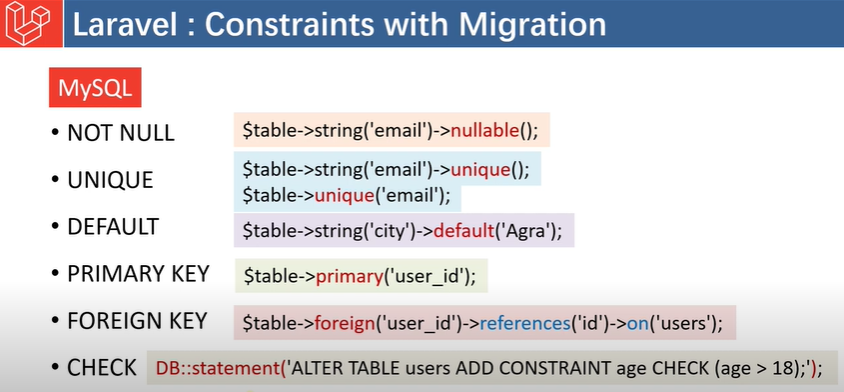 Laravel : Constraints with Migration
MySQL
• NOT NULL $table->string('email')->nullable();
• UNIQUE $table->string('email')->unique();
$table->unique('email');
• DEFAULT $table->string('city')->default('Agra');
• PRIMARY KEY $table->primary('user_id');
• FOREIGN KEY $table->foreign('user_id')->references('id')->on('users');
• CHECK DB::statement('ALTER TABLE users ADD CONSTRAINT age CHECK (age > 18);');